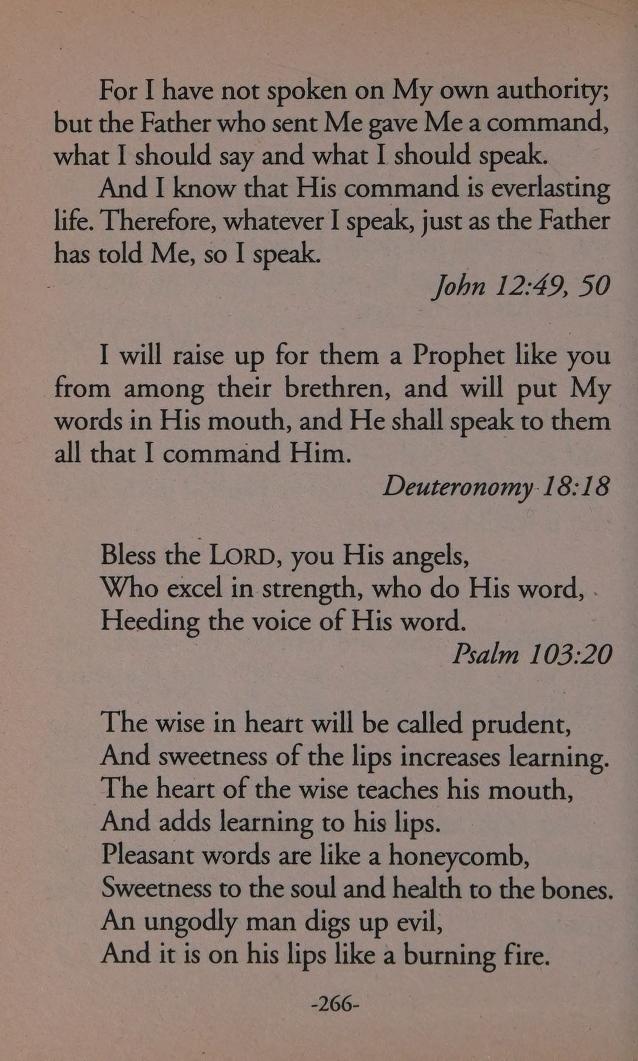 For I have not spoken on My own authority;
but the Father who sent Me gave Me a command,
what I should say and what I should speak.
And I know that His command is everlasting
life. Therefore, whatever I speak, just as the Father
has told Me, so I speak.
John 12:49, 50
I will raise up for them a Prophet like you
from among their brethren, and will put My
words in His mouth, and He shall speak to them
all that I command Him.
Deuteronomy 18:18
Bless the LORD, you His angels,
Who excel in strength, who do His word,
Heeding the voice of His word.
Psalm 103:20
The wise in heart will be called prudent,
And sweetness of the lips increases learning.
The heart of the wise teaches his mouth,
And adds learning to his lips.
Pleasant words are like a honeycomb,
Sweetness to the soul and health to the bones.
An ungodly man digs up evil,
And it is on his lips like a burning fire.
-266-